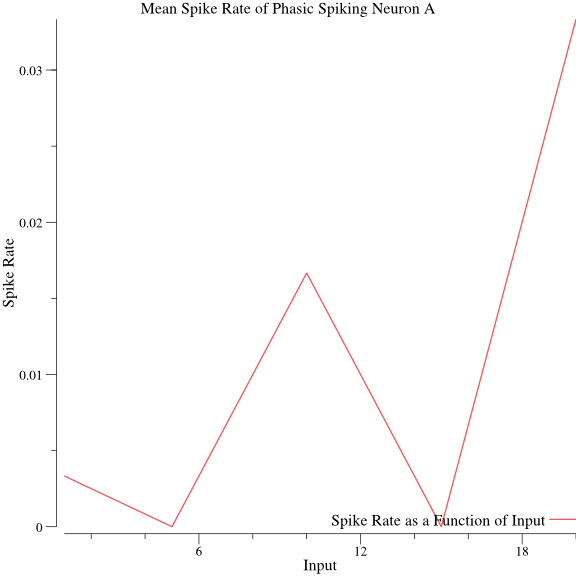 Mean Spike Rate of Phasic Spiking Neuron A
0.03
0.02
Spike Rate
0.01
0
Spike Rate as a Function of Input
6
12
18
Input